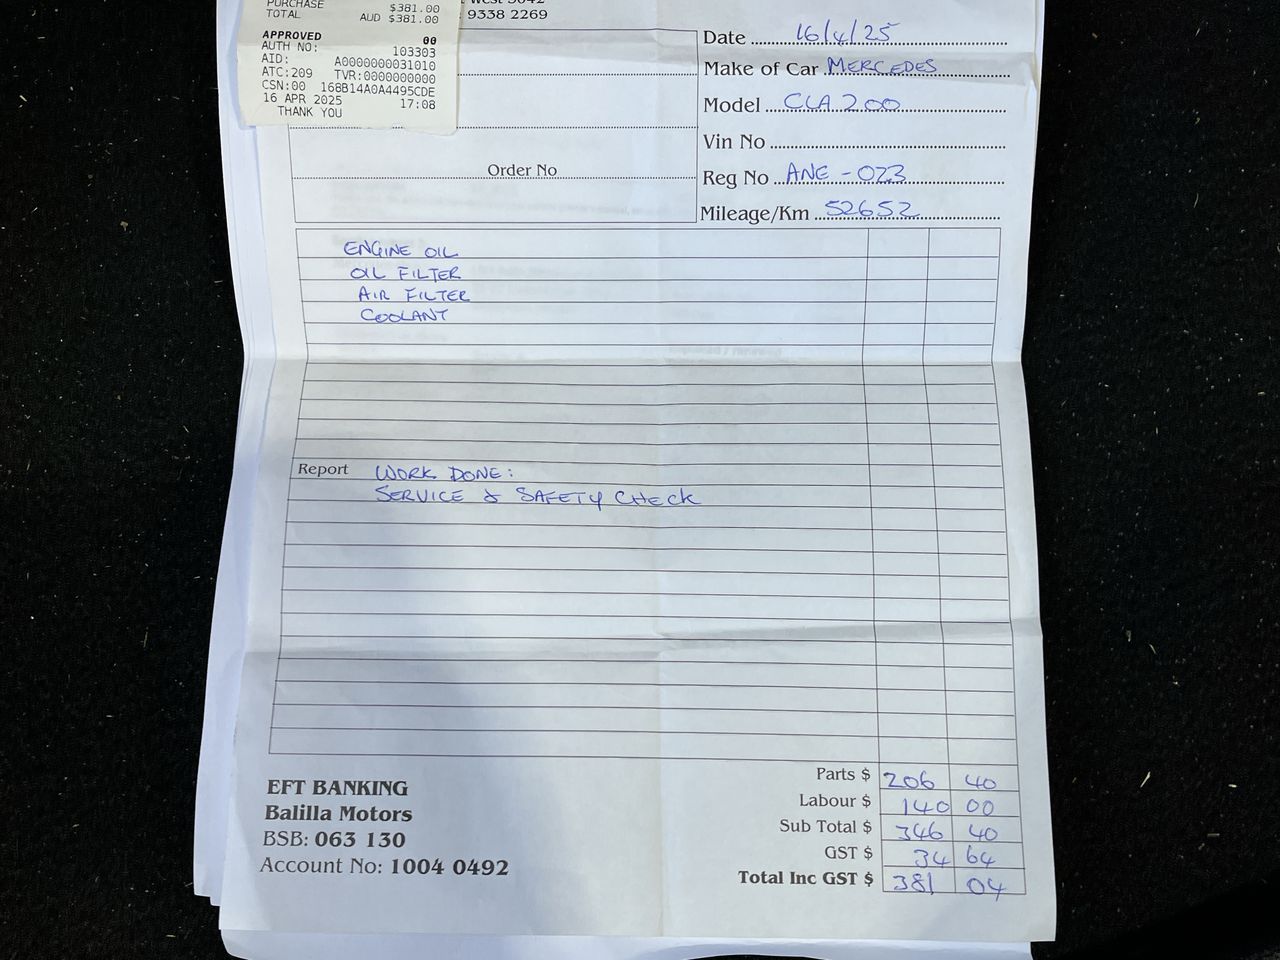 PURCHASE $381.00
TOTAL AUD $381.00
APPROVED 00
AUTH NO: 103303
AID: A0000000031010
ATC:209 TVR:0000000000
CSN:00 168B14A0A4495CDE
16 APR 2025 17:08
THANK YOU
West 3042
9338 2269
Date 16/4/25
Make of Car MERCEDES
Model CLA 200
Vin No
Order No
Reg No ANE - 0Z3
Mileage/Km 52652
ENGINE OIL
OIL FILTER
AIR FILTER
COOLANT
Report WORK DONE:
SERVICE & SAFETY CHECK
EFT BANKING
Balilla Motors
BSB: 063 130
Account No: 1004 0492
Parts $ 206 40
Labour $ 140 00
Sub Total $ 346 40
GST $ 34 64
Total Inc GST $ 381 04